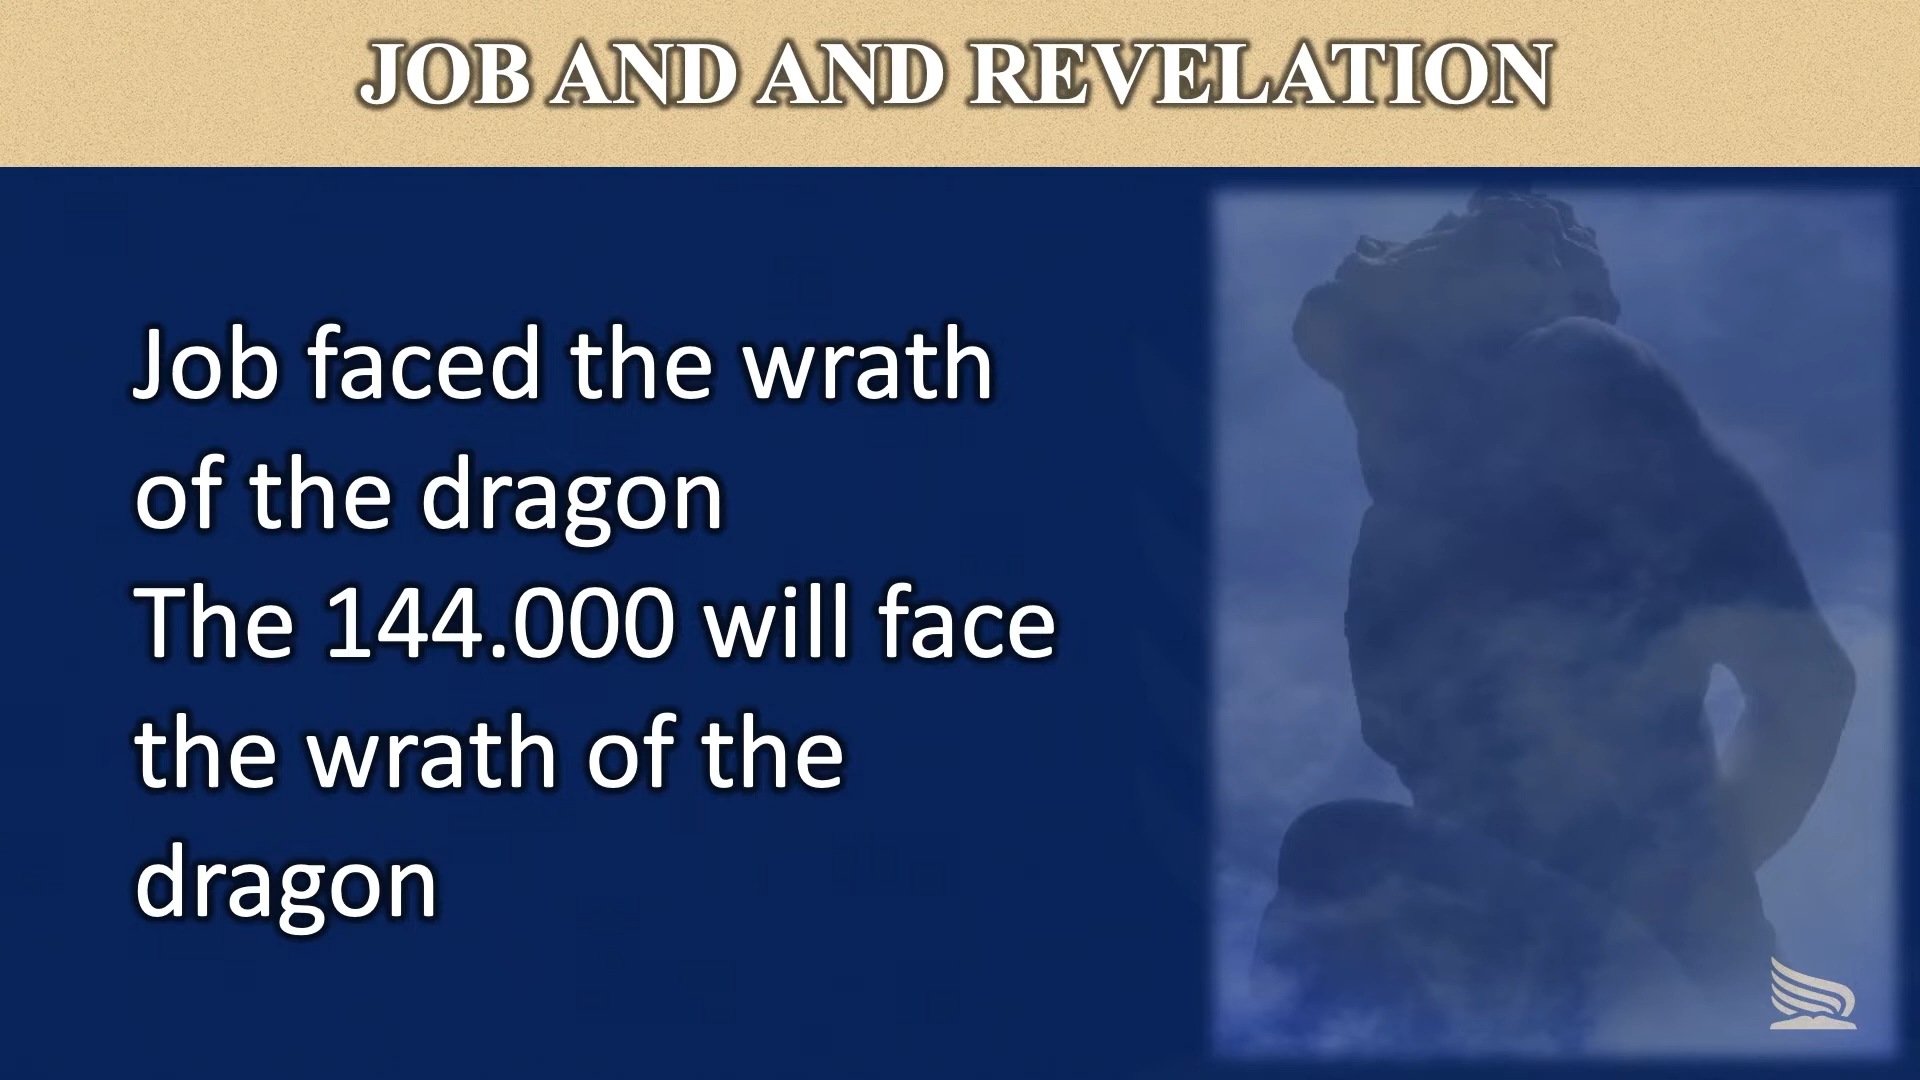 JOB AND AND REVELATION
Job faced the wrath
of the dragon
The 144.000 will face
the wrath of the
dragon